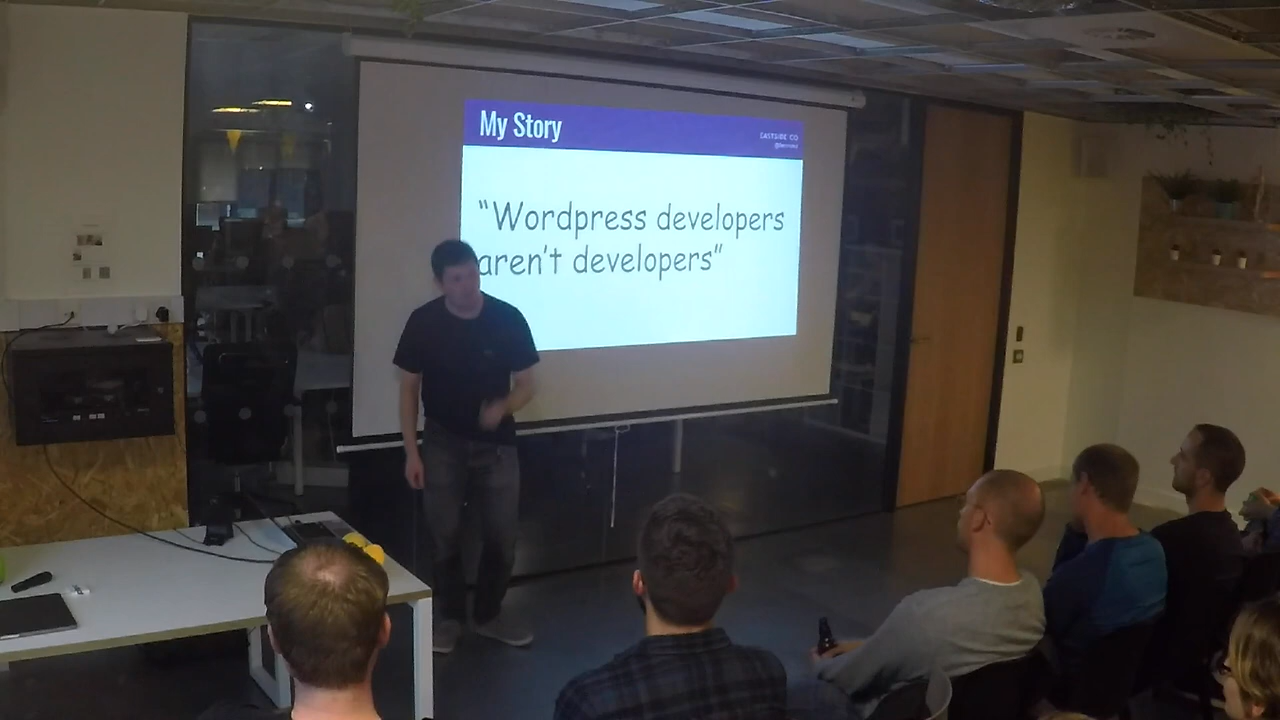 My Story
EASTSIDE CO
“Wordpress developers
aren’t developers”